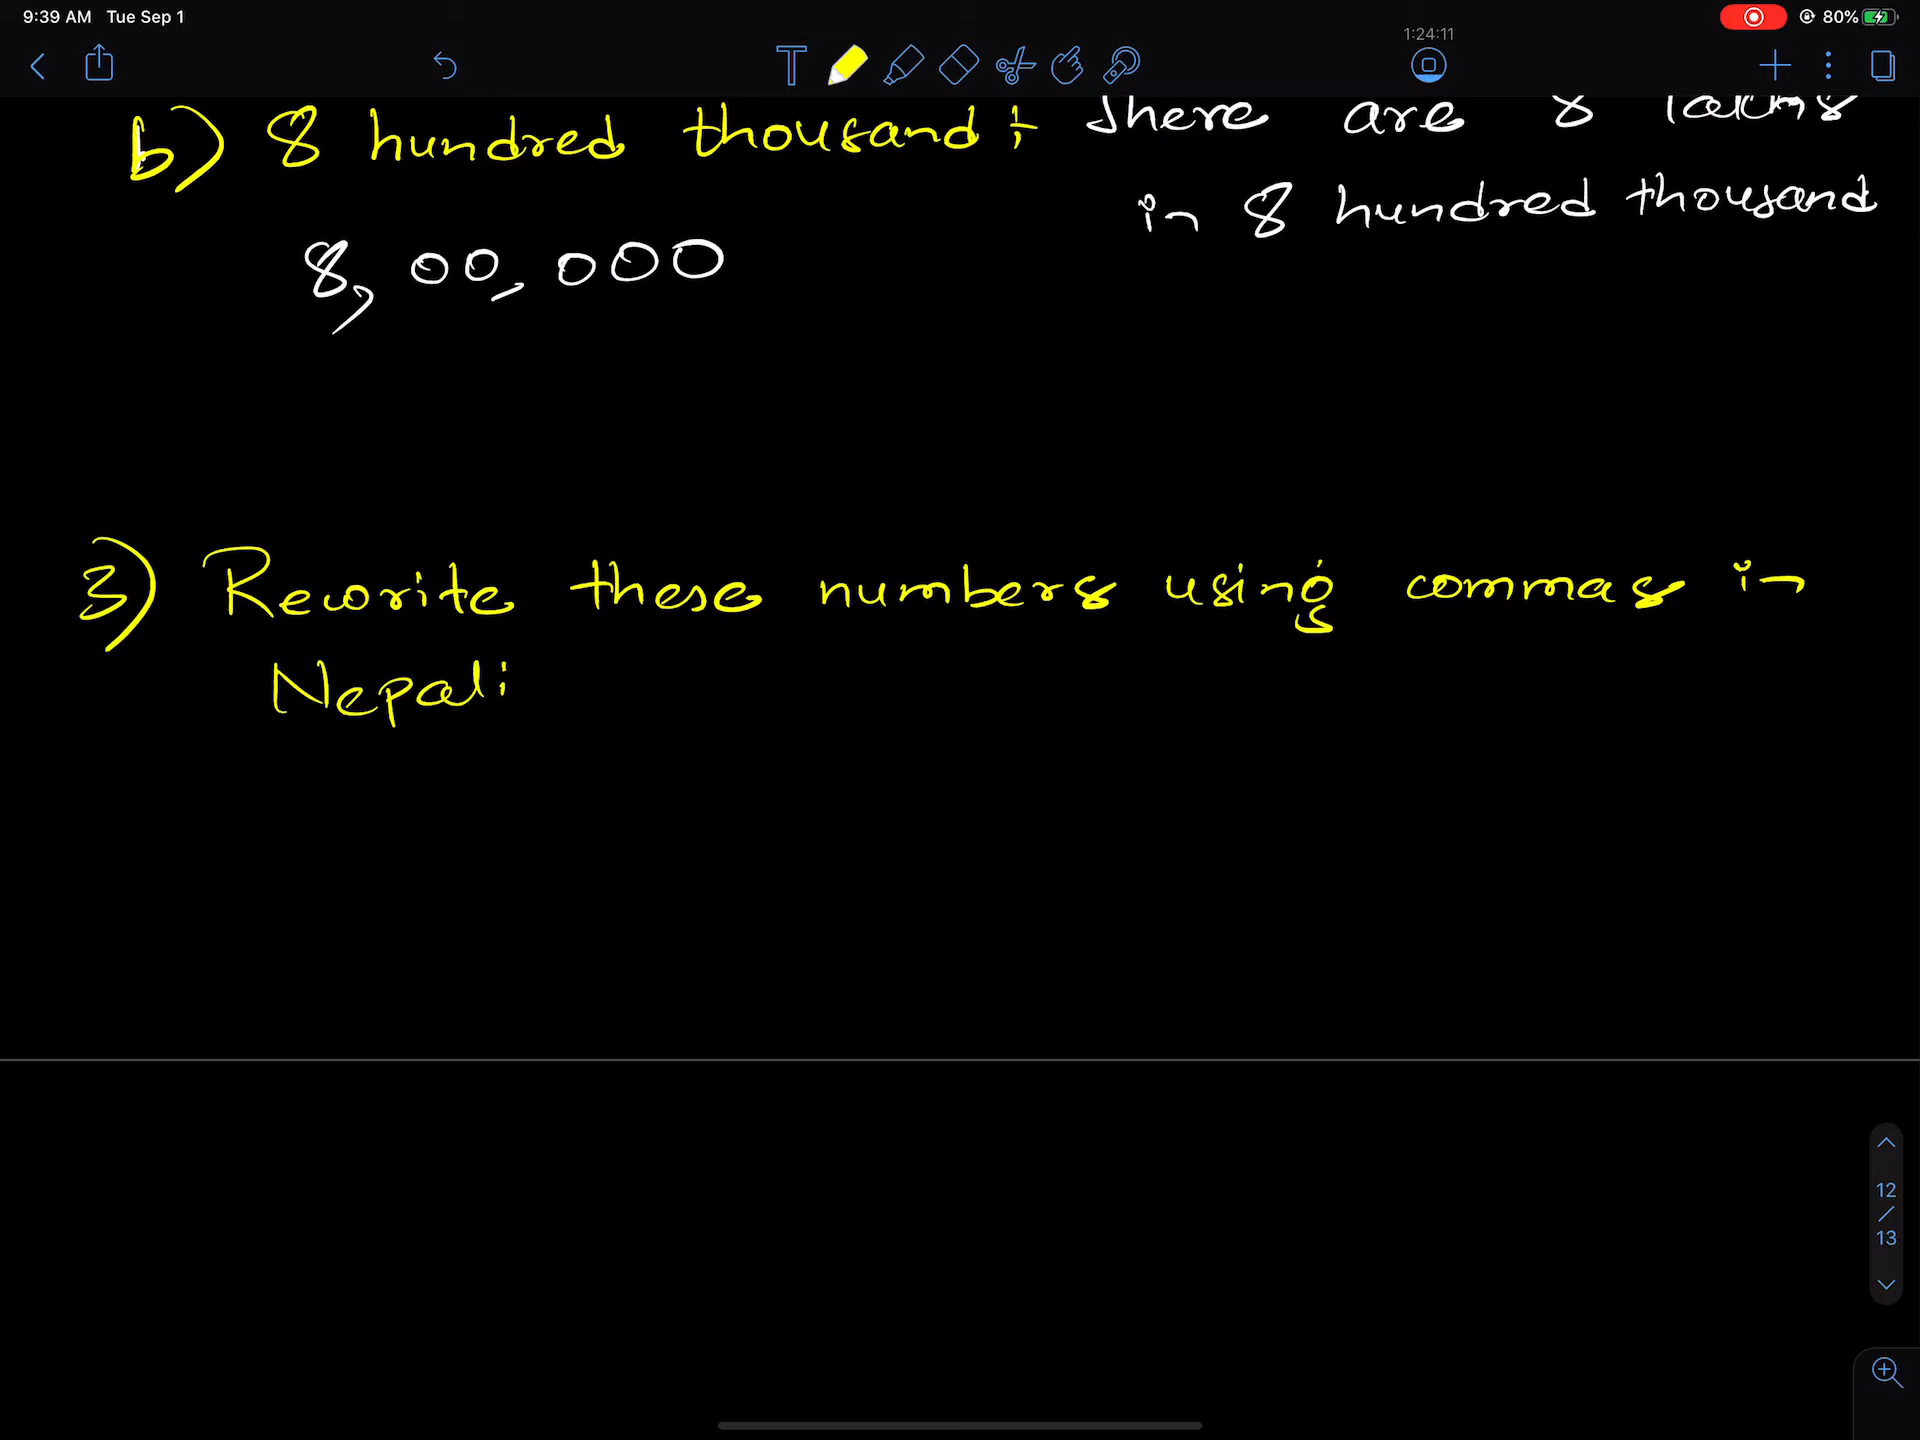 9:39 AM Tue Sep 1
80%
1:24:11
T
b) 8 hundred thousand :- There are 8 lakhs
in 8 hundred thousand
8,00,000
3) Rewrite these numbers using commas in
Nepali
12
/
13